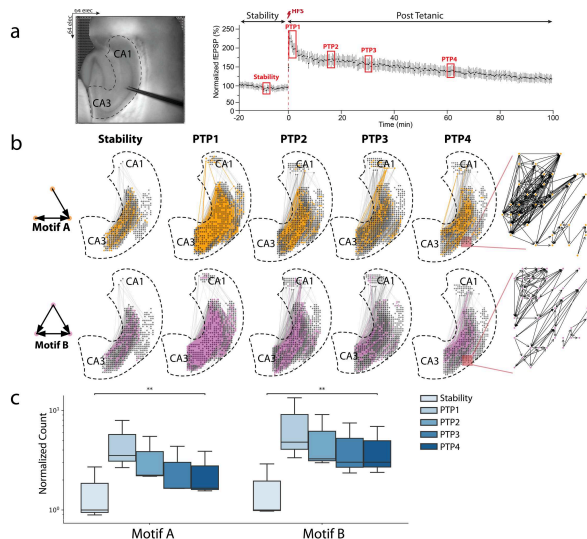 a
64 elec
64 elec
CA1
CA3
Stability
HFS
Post Tetanic
Normalized fEPSP (%)
250
200
150
100
50
0
PTP1
PTP2
PTP3
PTP4
Stability
-20
-10
0
20
40
60
80
100
Time (min)
b
Stability PTP1 PTP2 PTP3 PTP4
CA1 CA1 CA1 CA1 CA1
Motif A
CA3 CA3 CA3 CA3 CA3
CA1 CA1 CA1 CA1 CA1
Motif B
CA3 CA3 CA3 CA3 CA3
c
** **
Normalized Count
10¹
10⁰
Motif A Motif B
Stability
PTP1
PTP2
PTP3
PTP4